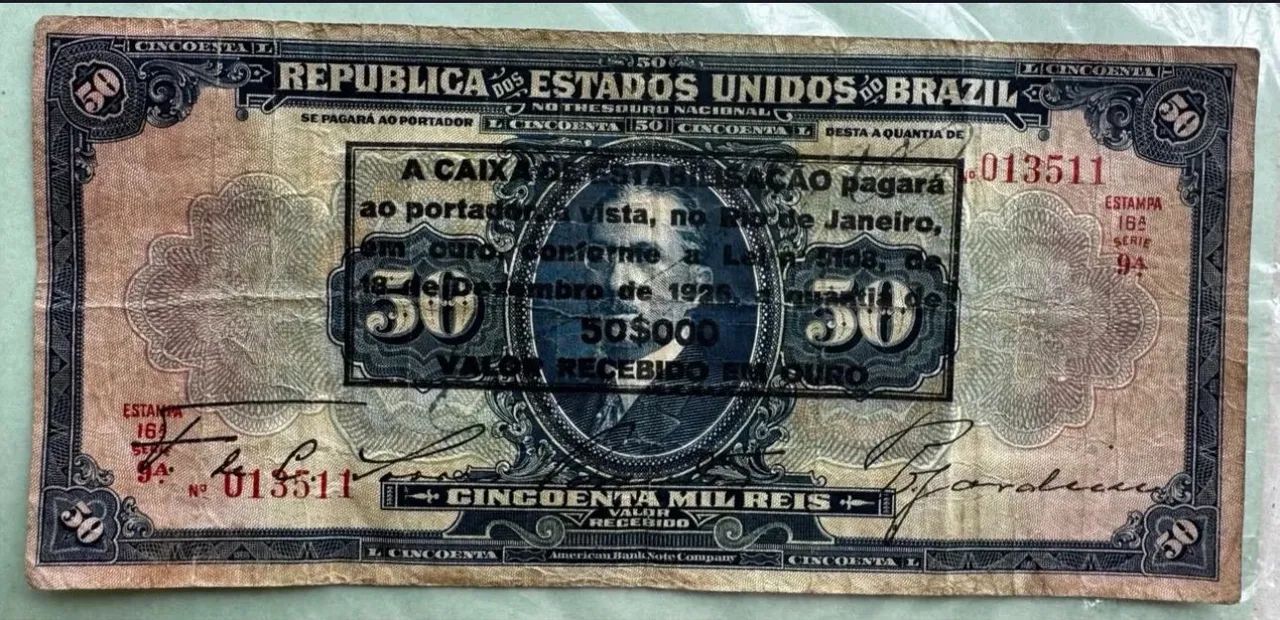 CINCOENTA L
50
L CINCOENTA
50
50
REPUBLICA DOS ESTADOS UNIDOS DO BRAZIL
NO THESOURO NACIONAL
SE PAGARÁ AO PORTADOR L CINCOENTA 50 CINCOENTA L DESTA A QUANTIA DE
A CAIXA DE ESTABILISAÇÃO pagará
Nº 013511
ao portador, á vista, no Rio de Janeiro,
ESTAMPA
16ª
SERIE
9ª
em ouro, conforme a Lei nº 5108, de
18 de Dezembro de 1926, a quantia de
50
50
50$000
VALOR RECEBIDO EM OURO
ESTAMPA
16ª
SERIE
9ª
Nº 013511
CINCOENTA MIL REIS
VALOR
RECEBIDO
50
50
L CINCOENTA
American Bank Note Company
CINCOENTA L